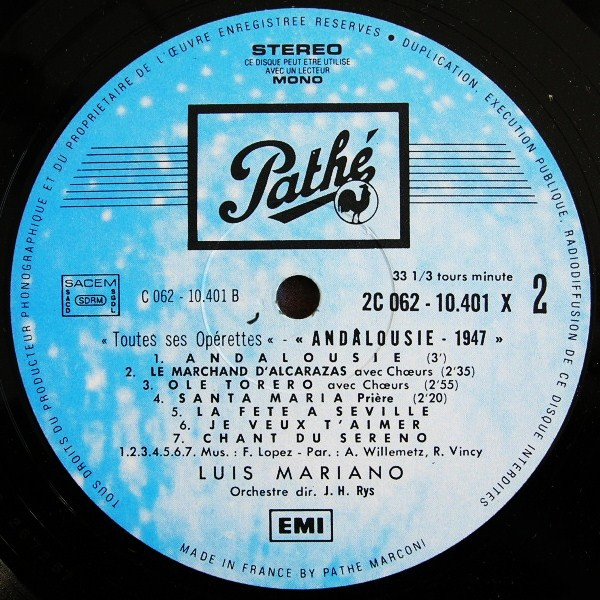 TOUS DROITS DU PRODUCTEUR PHONOGRAPHIQUE ET DU PROPRIETAIRE DE L'ŒUVRE ENREGISTREE RESERVES • DUPLICATION, EXECUTION PUBLIQUE, RADIODIFFUSION DE CE DISQUE INTERDITES
STEREO
CE DISQUE PEUT ETRE UTILISE
AVEC UN LECTEUR
MONO
Pathé
SACEM
SACD SDRM SGDL
C 062 - 10.401 B
33 1/3 tours minute
2C 062 - 10.401 X 2
« Toutes ses Opérettes « - « ANDALOUSIE - 1947 »
1. ANDALOUSIE (3')
2. LE MARCHAND D'ALCARAZAS avec Chœurs (2'35)
3. OLE TORERO avec Chœurs (2'55)
4. SANTA MARIA Prière (2'20)
5. LA FETE A SEVILLE
6. JE VEUX T'AIMER
7. CHANT DU SERENO
1.2.3.4.5.6.7. Mus. : F. Lopez - Par. : A. Willemetz, R. Vincy
LUIS MARIANO
Orchestre dir. J. H. Rys
EMI
MADE IN FRANCE BY PATHE MARCONI